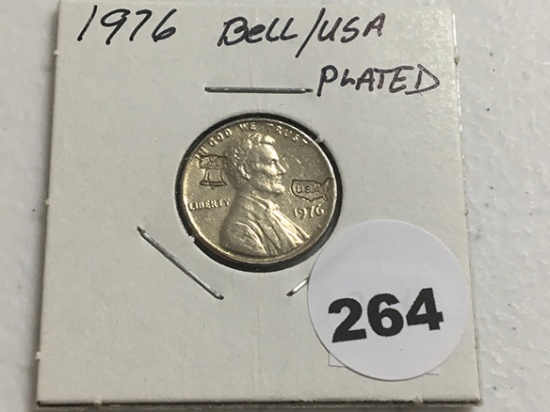 1976 BELL/USA
PLATED
IN GOD WE TRUST
LIBERTY
USA
1976
264